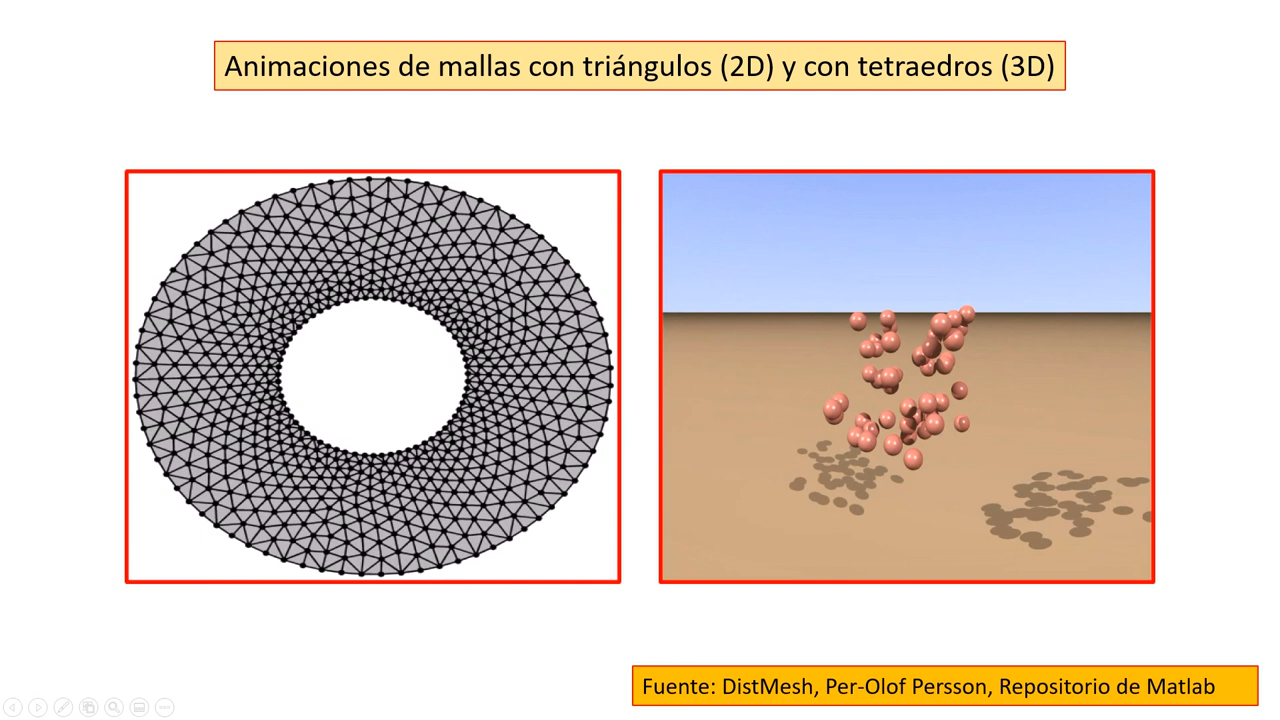 Animaciones de mallas con triángulos (2D) y con tetraedros (3D)
Fuente: DistMesh, Per-Olof Persson, Repositorio de Matlab